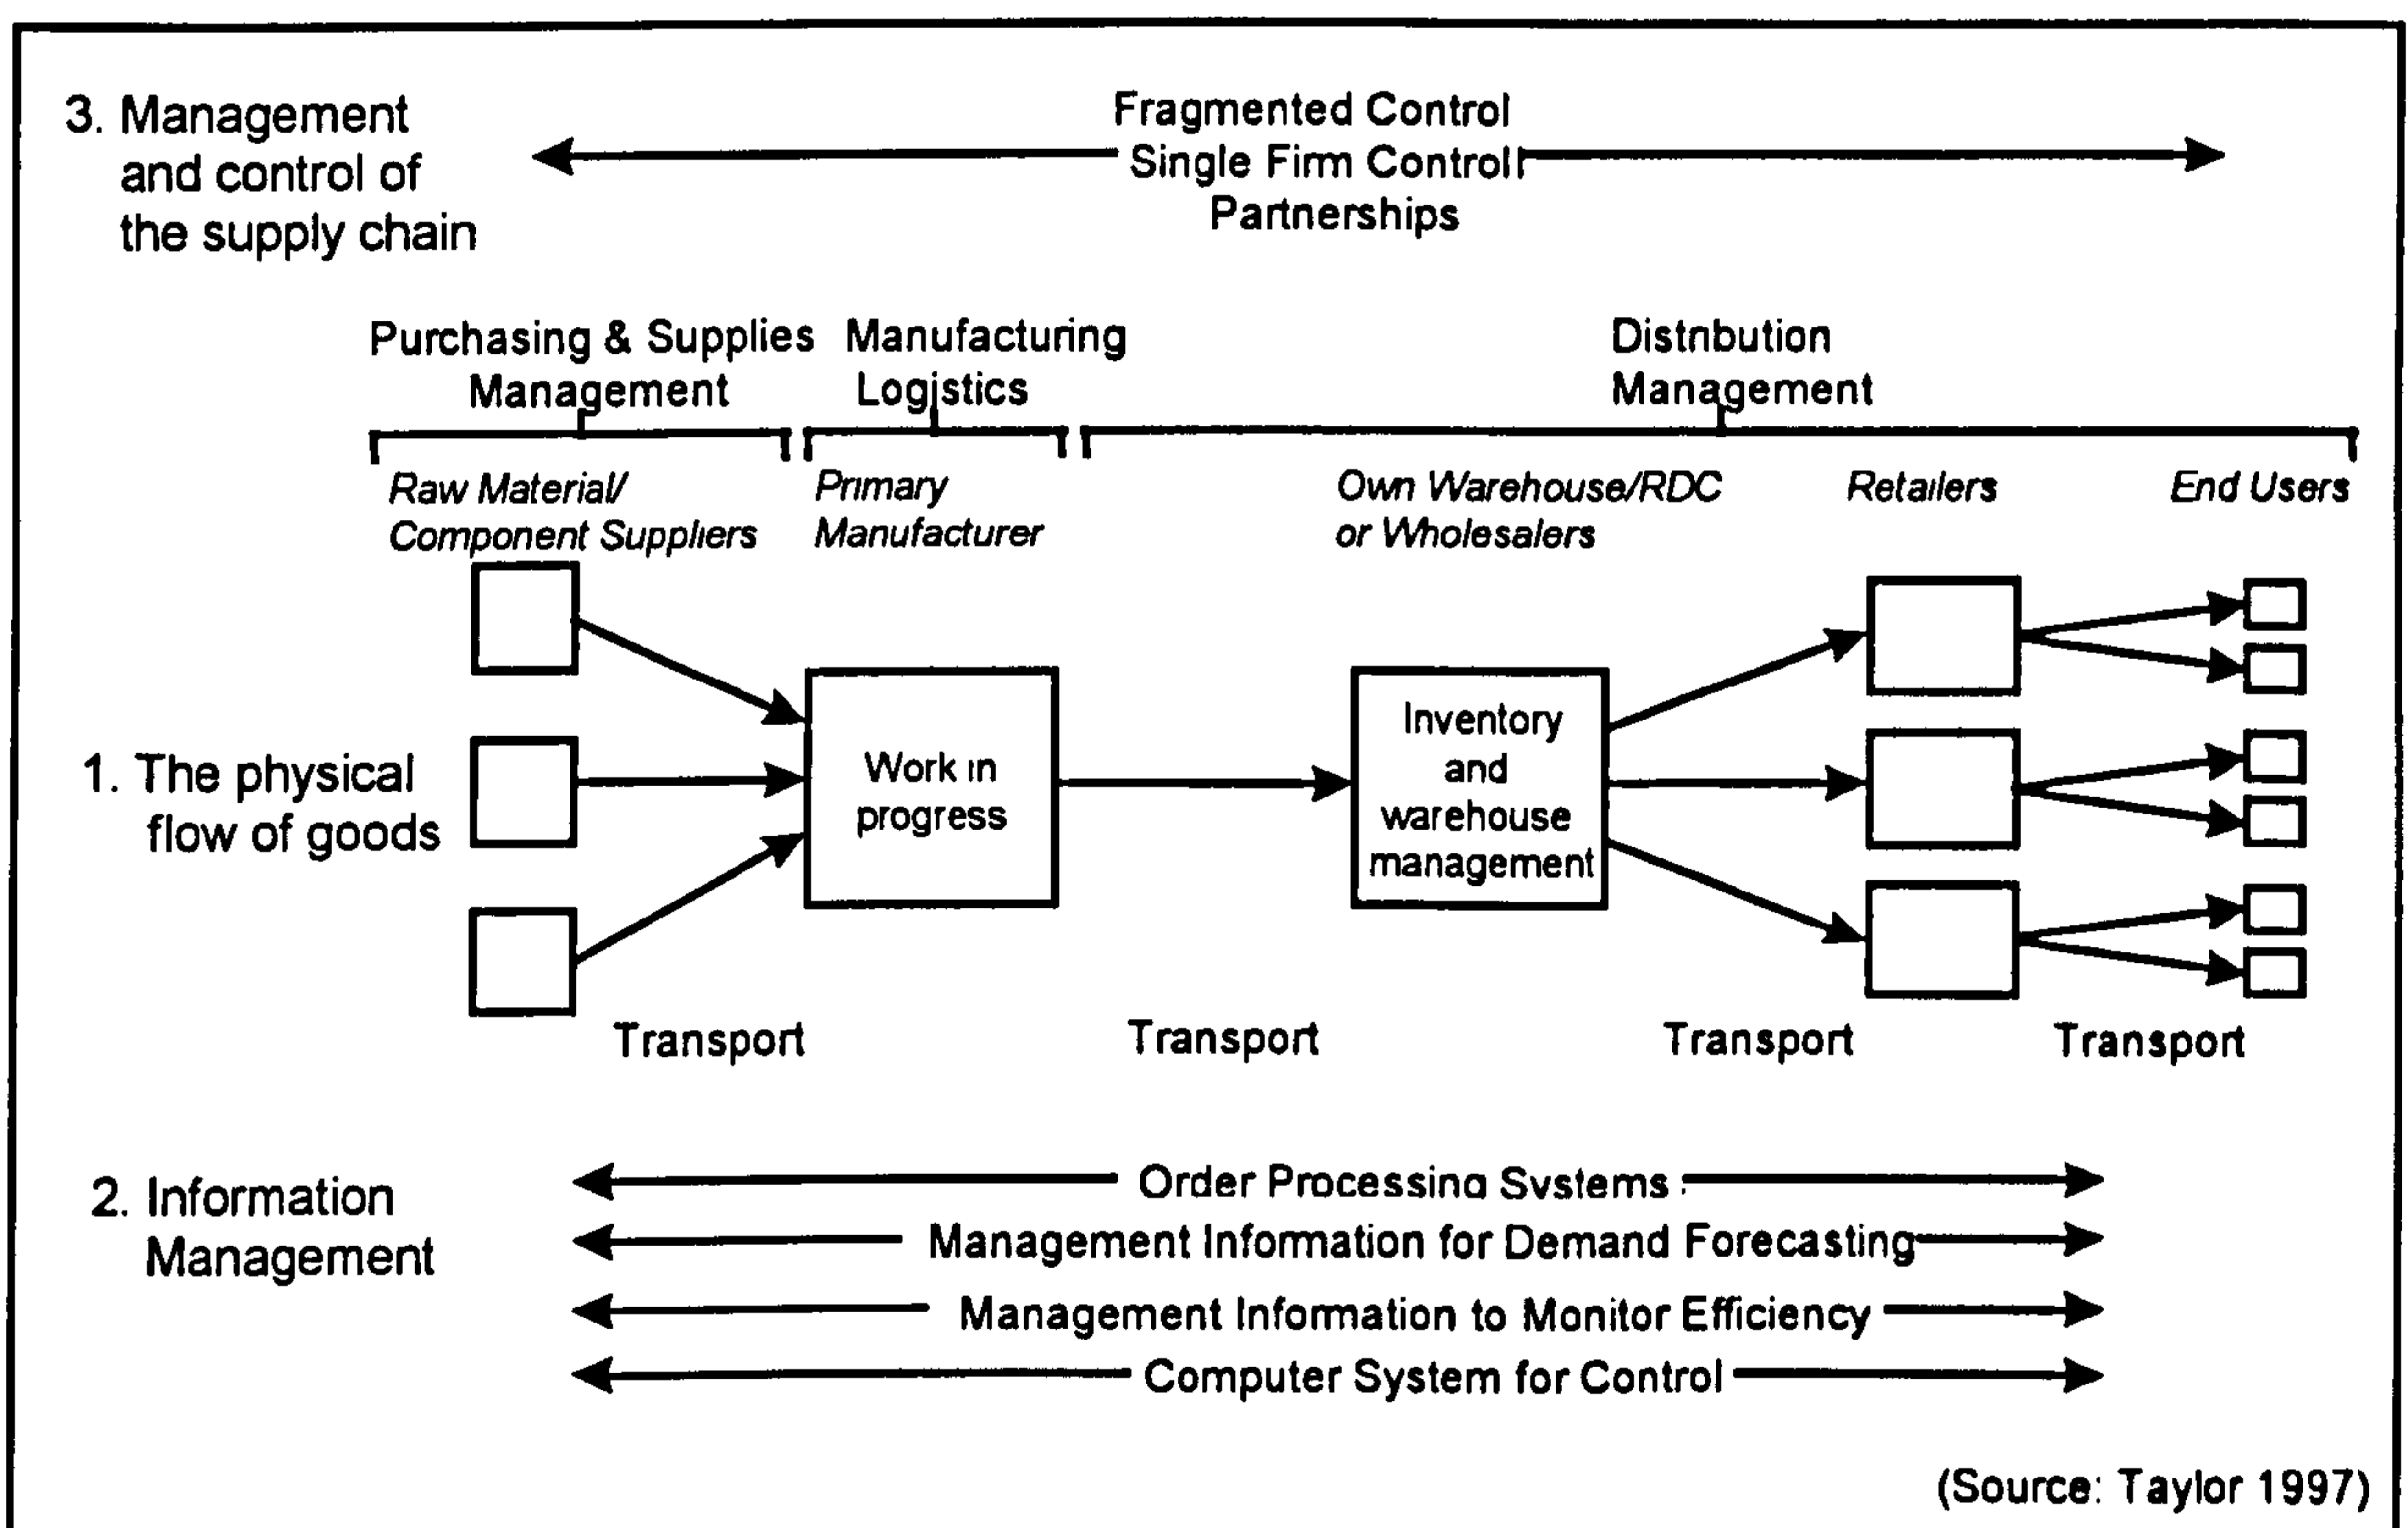 3. Management
and control of
the supply chain
Fragmented Control
Single Firm Control
Partnerships
Purchasing & Supplies
Management
Manufacturing
Logistics
Distribution
Management
Raw Material/
Component Suppliers
Primary
Manufacturer
Own Warehouse/RDC
or Wholesalers
Retailers
End Users
1. The physical
flow of goods
Work in
progress
Inventory
and
warehouse
management
Transport
Transport
Transport
Transport
2. Information
Management
Order Processing Systems
Management Information for Demand Forecasting
Management Information to Monitor Efficiency
Computer System for Control
(Source: Taylor 1997)